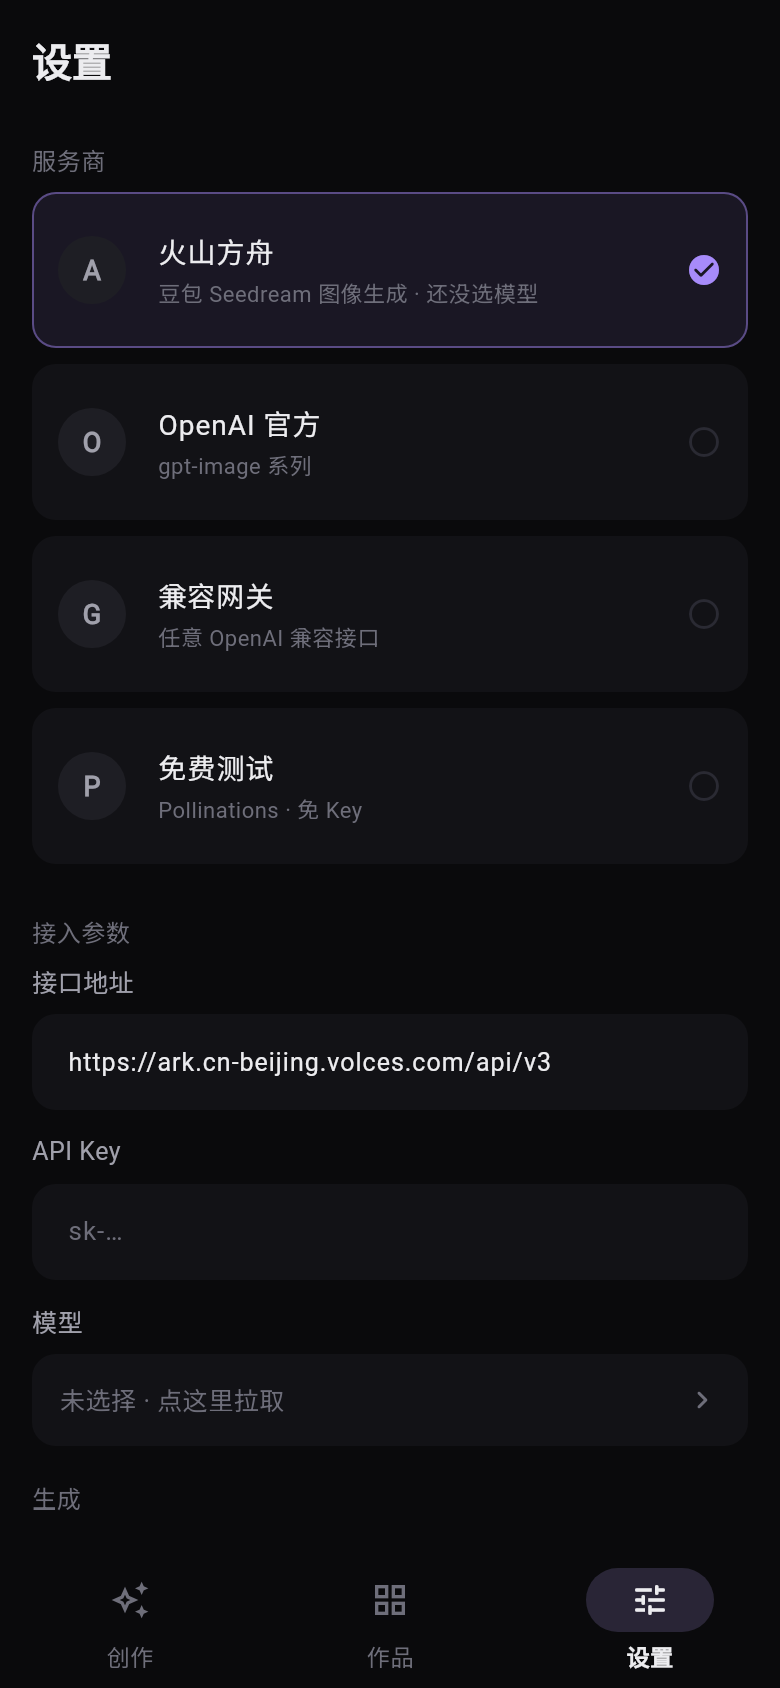 设置
服务商
A
火山方舟
豆包 Seedream 图像生成 · 还没选模型
O
OpenAI 官方
gpt-image 系列
G
兼容网关
任意 OpenAI 兼容接口
P
免费测试
Pollinations · 免 Key
接入参数
接口地址
https://ark.cn-beijing.volces.com/api/v3
API Key
sk-…
模型
未选择 · 点这里拉取
生成
创作
作品
设置